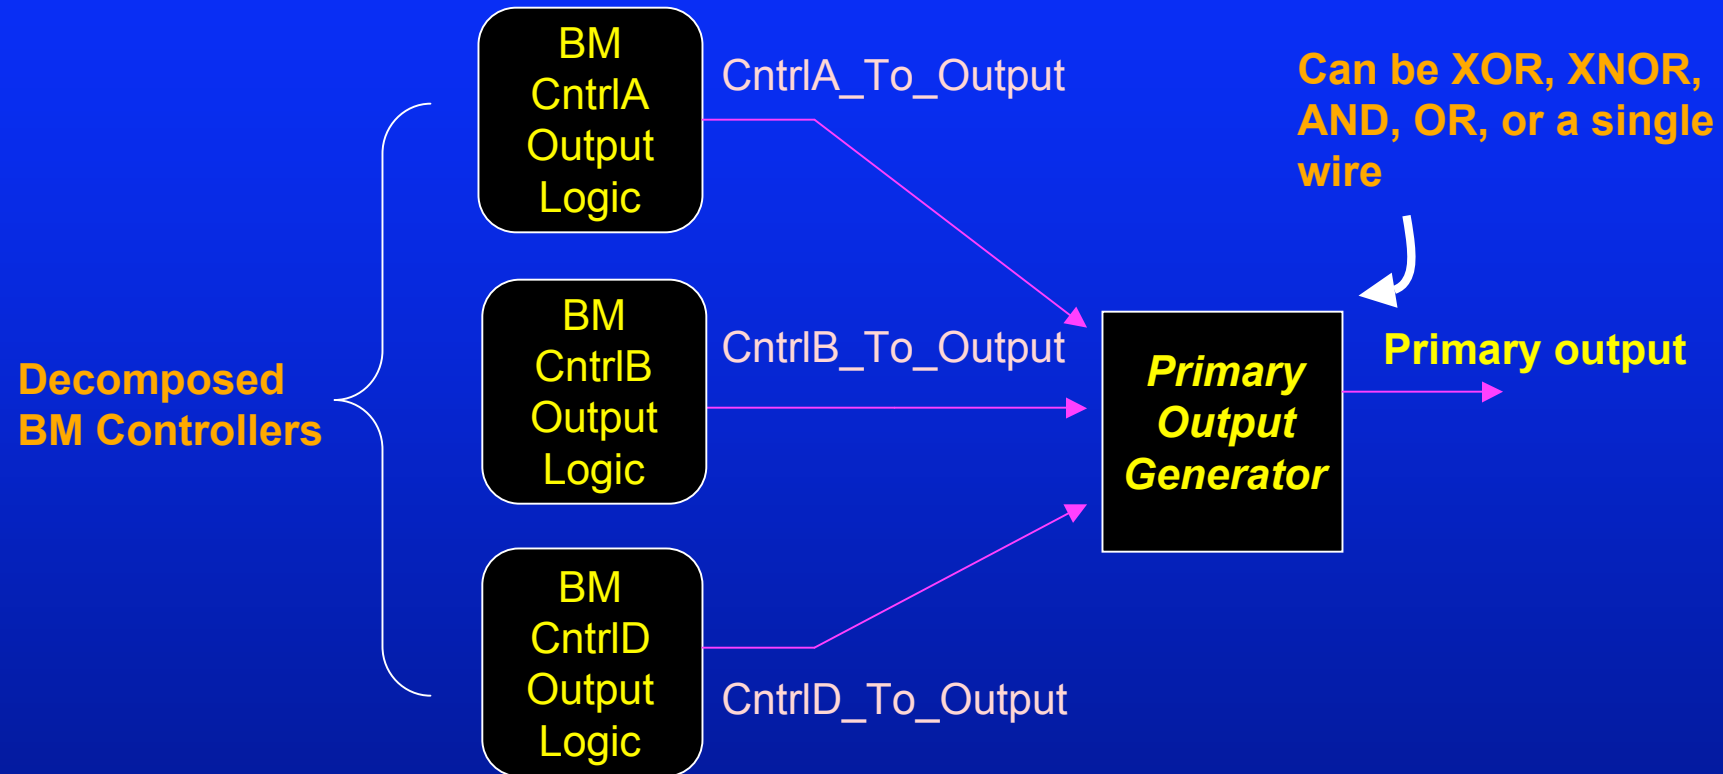 BM
CntrlA
Output
Logic
CntrlA_To_Output
Can be XOR, XNOR,
AND, OR, or a single
wire
Decomposed
BM Controllers
BM
CntrlB
Output
Logic
CntrlB_To_Output
Primary
Output
Generator
Primary output
BM
CntrlD
Output
Logic
CntrlD_To_Output